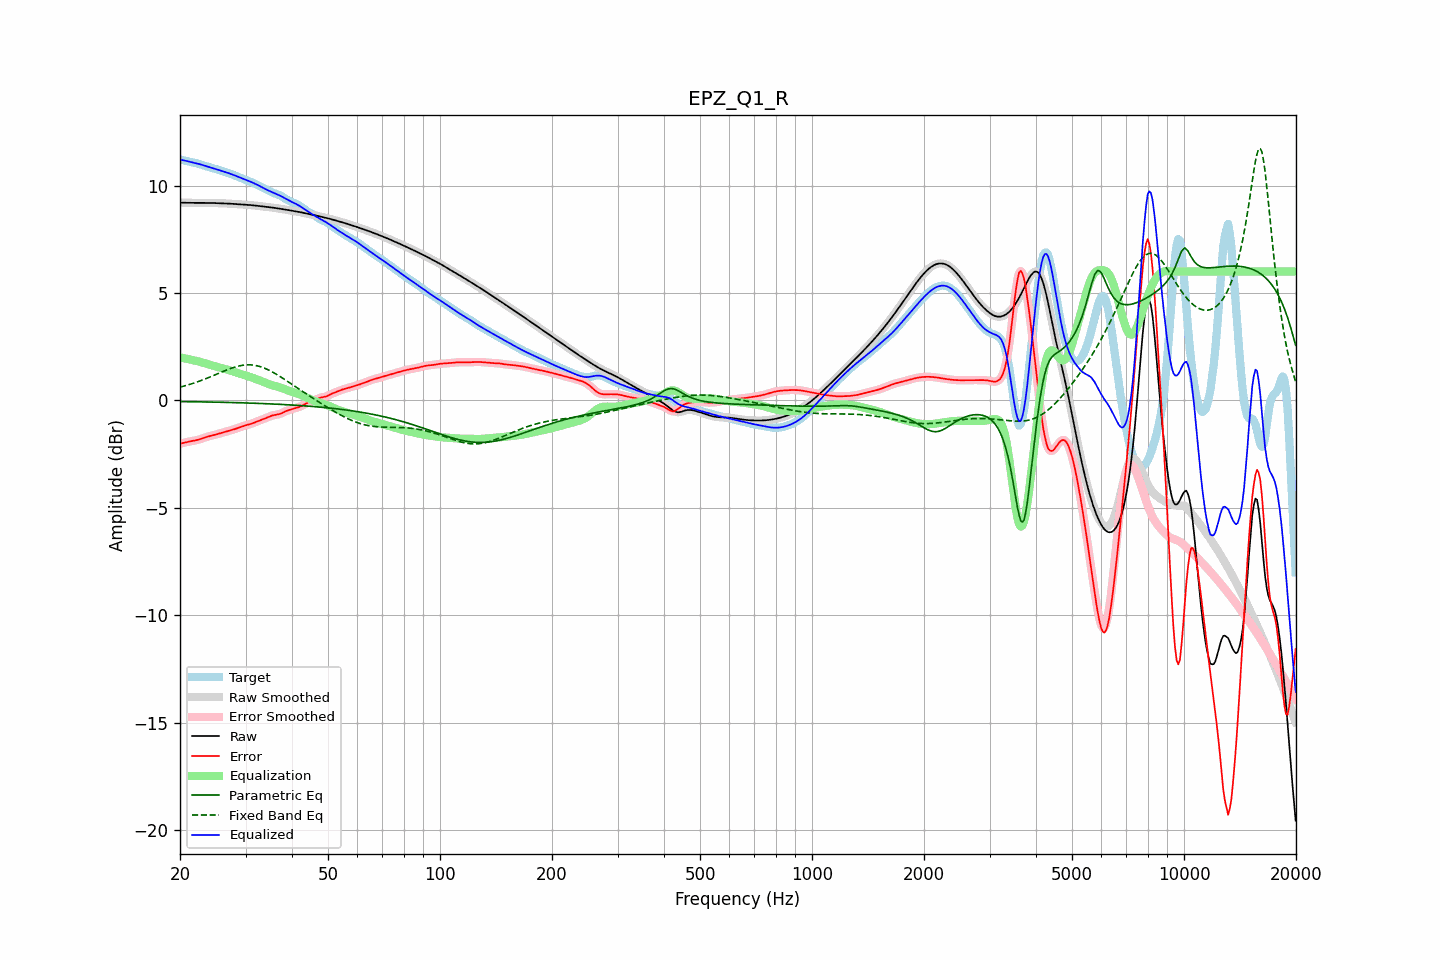 EPZ_Q1_R
Amplitude (dBr)
10
5
0
−5
−10
−15
−20
Target
Raw Smoothed
Error Smoothed
Raw
Error
Equalization
Parametric Eq
Fixed Band Eq
Equalized
20 50 100 200 500 1000 2000 5000 10000 20000
Frequency (Hz)